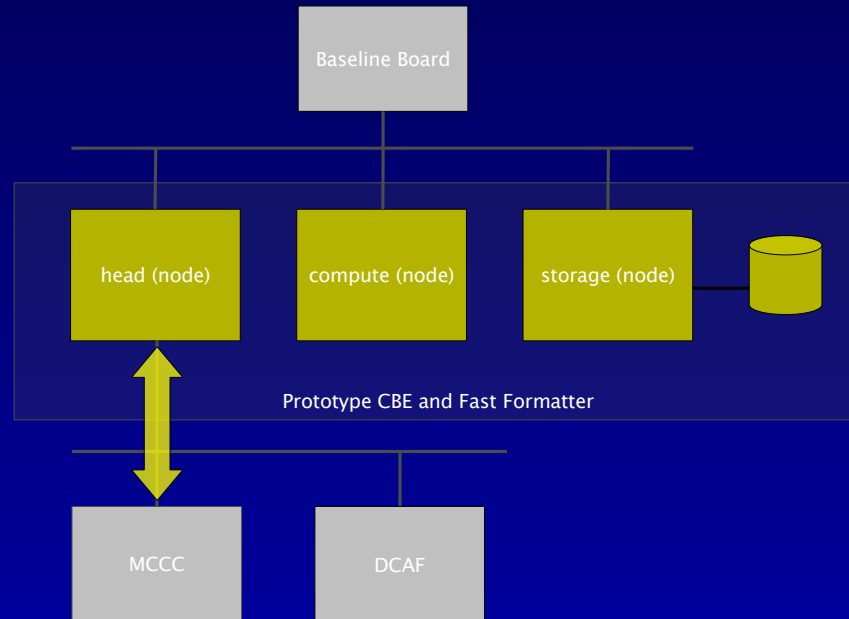 Baseline Board
head (node)
compute (node)
storage (node)
Prototype CBE and Fast Formatter
MCCC
DCAF